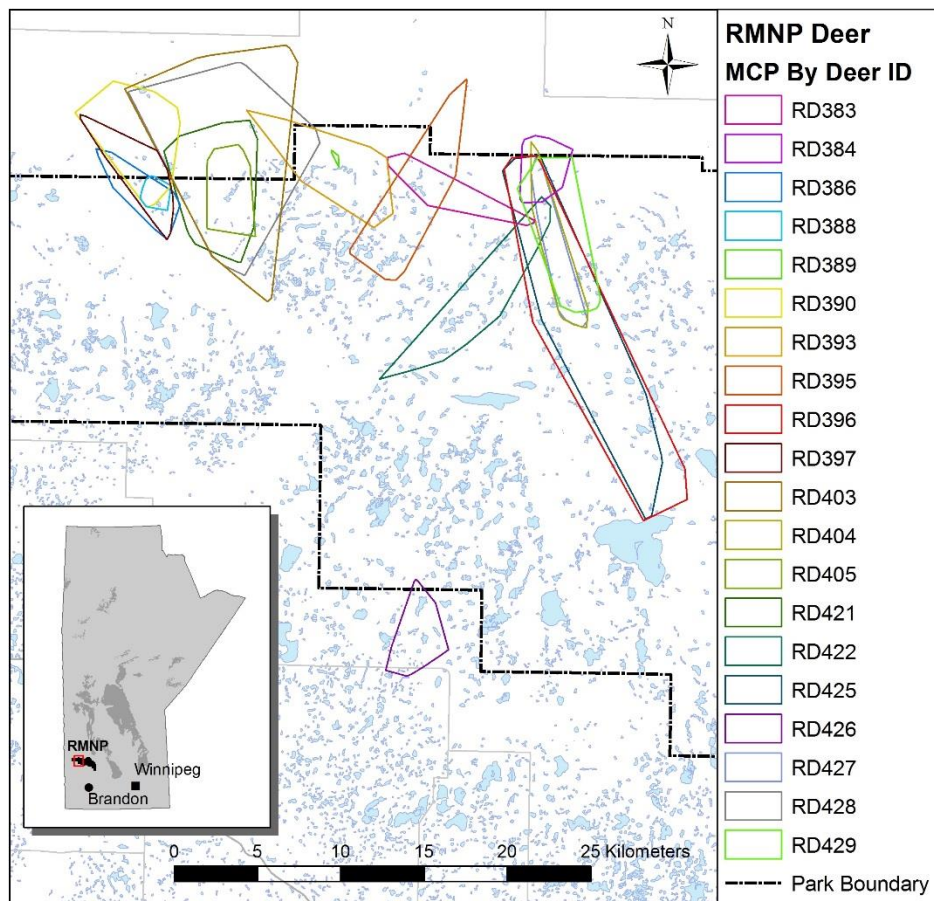 N
RMNP Deer
MCP By Deer ID
RD383
RD384
RD386
RD388
RD389
RD390
RD393
RD395
RD396
RD397
RD403
RD404
RD405
RD421
RD422
RD425
RD426
RD427
RD428
RD429
Park Boundary
RMNP
Winnipeg
Brandon
0 5 10 15 20 25 Kilometers